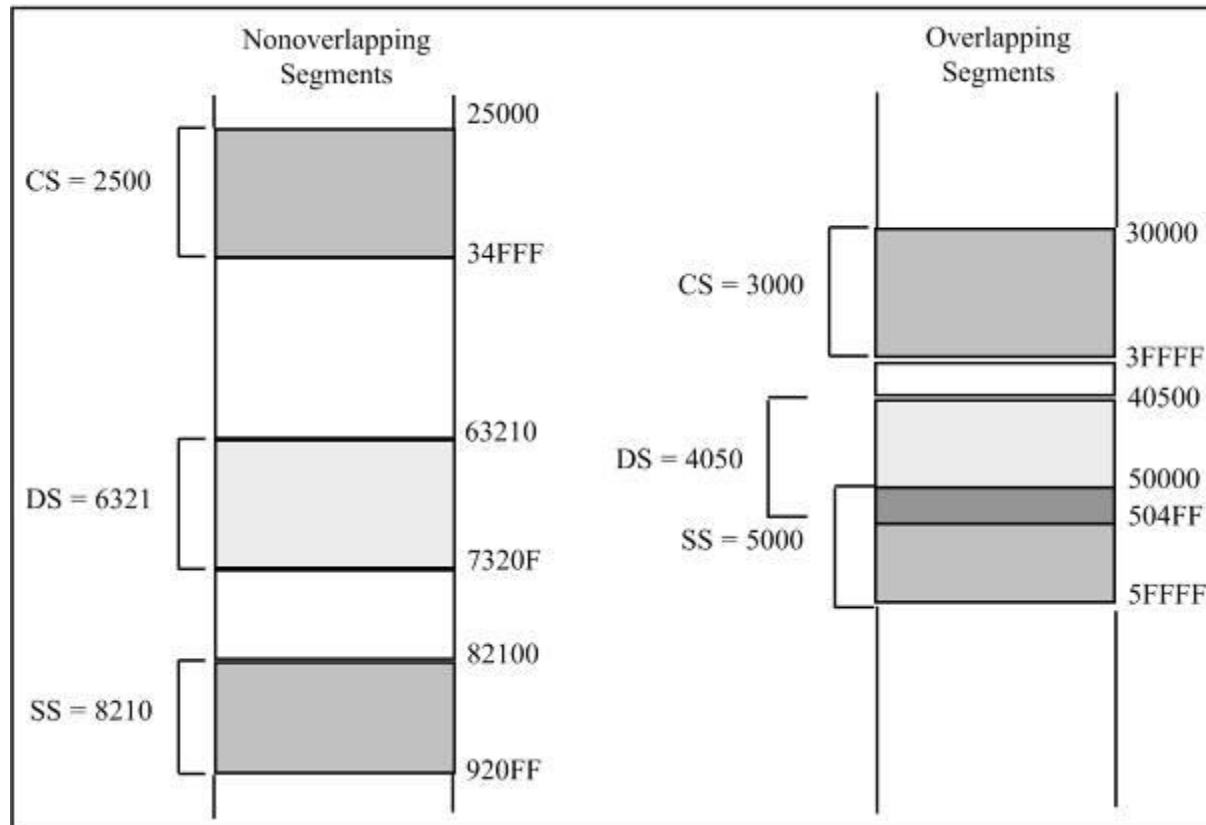 Nonoverlapping
Segments
25000
CS = 2500
34FFF
63210
DS = 6321
7320F
82100
SS = 8210
920FF
Overlapping
Segments
30000
CS = 3000
3FFFF
40500
DS = 4050
50000
504FF
SS = 5000
5FFFF